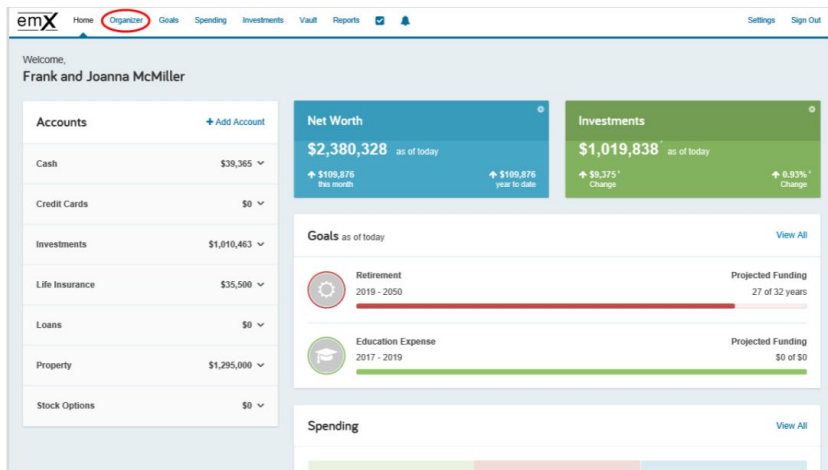 emX Home Organizer Goals Spending Investments Vault Reports Settings Sign Out
Welcome,
Frank and Joanna McMiller
Accounts + Add Account
Cash $39,365
Credit Cards $0
Investments $1,010,463
Life Insurance $35,500
Loans $0
Property $1,295,000
Stock Options $0
Net Worth
$2,380,328 as of today
$109,876 $109,876
this month year to date
Investments
$1,019,838 as of today
$9,375 0.93%
Change Change
Goals as of today View All
Retirement Projected Funding
2019 - 2050 27 of 32 years
Education Expense Projected Funding
2017 - 2019 $0 of $0
Spending View All